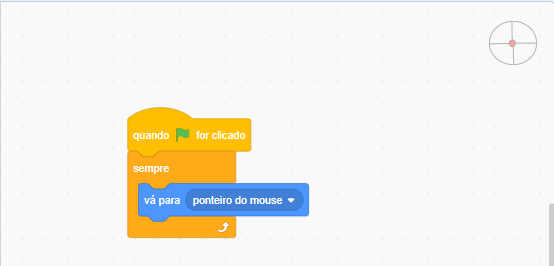 quando for clicado
sempre
vá para ponteiro do mouse